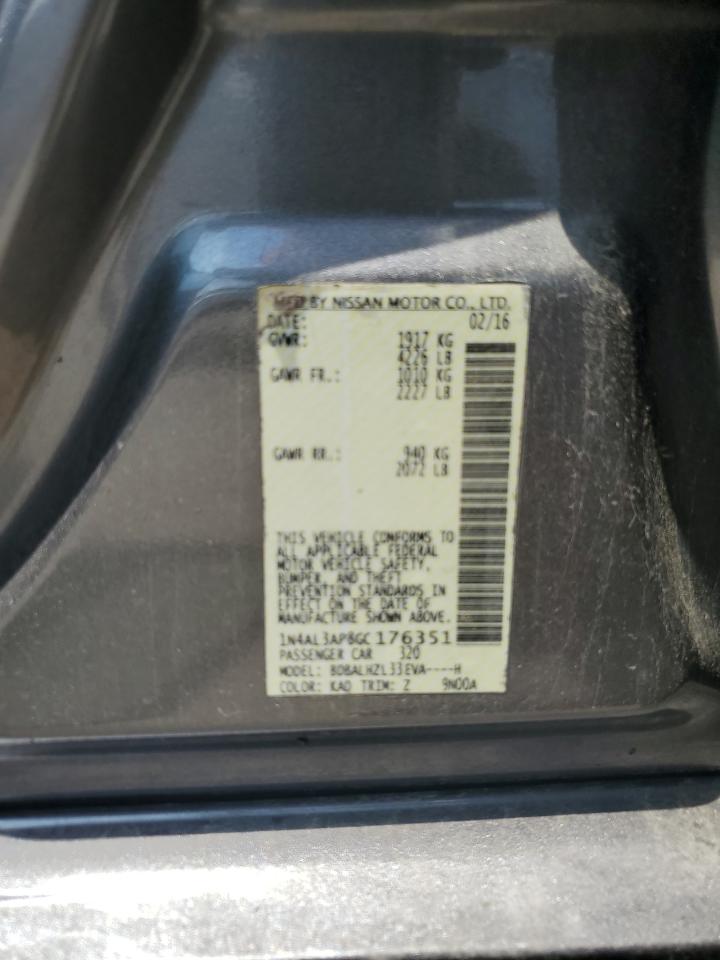 MFD BY NISSAN MOTOR CO., LTD.
DATE: 02/16
GVWR: 1917 KG
4226 LB
GAWR FR.: 1010 KG
2227 LB
GAWR RR.: 940 KG
2072 LB
THIS VEHICLE CONFORMS TO
ALL APPLICABLE FEDERAL
MOTOR VEHICLE SAFETY,
BUMPER, AND THEFT
PREVENTION STANDARDS IN
EFFECT ON THE DATE OF
MANUFACTURE SHOWN ABOVE.
1N4AL3AP8GC176351
PASSENGER CAR 320
MODEL: BDBALHZL33EVA----H
COLOR: KAD TRIM: Z 9N00A